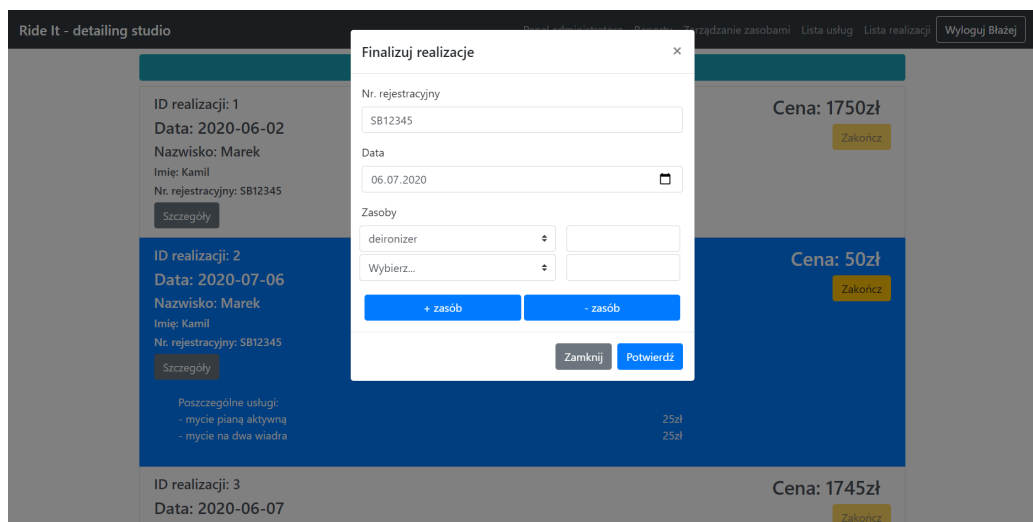 Ride It - detailing studio
Panel administratora Raporty Zarządzanie zasobami Lista usług Lista realizacji Wyloguj Błażej
Finalizuj realizacje ×
Nr. rejestracyjny
SB12345
Data
06.07.2020
Zasoby
deironizer
Wybierz...
+ zasób - zasób
Zamknij Potwierdź
ID realizacji: 1
Cena: 1750zł
Data: 2020-06-02
Zakończ
Nazwisko: Marek
Imię: Kamil
Nr. rejestracyjny: SB12345
Szczegóły
ID realizacji: 2
Cena: 50zł
Data: 2020-07-06
Zakończ
Nazwisko: Marek
Imię: Kamil
Nr. rejestracyjny: SB12345
Szczegóły
Poszczególne usługi:
- mycie pianą aktywną 25zł
- mycie na dwa wiadra 25zł
ID realizacji: 3
Cena: 1745zł
Data: 2020-06-07
Zakończ